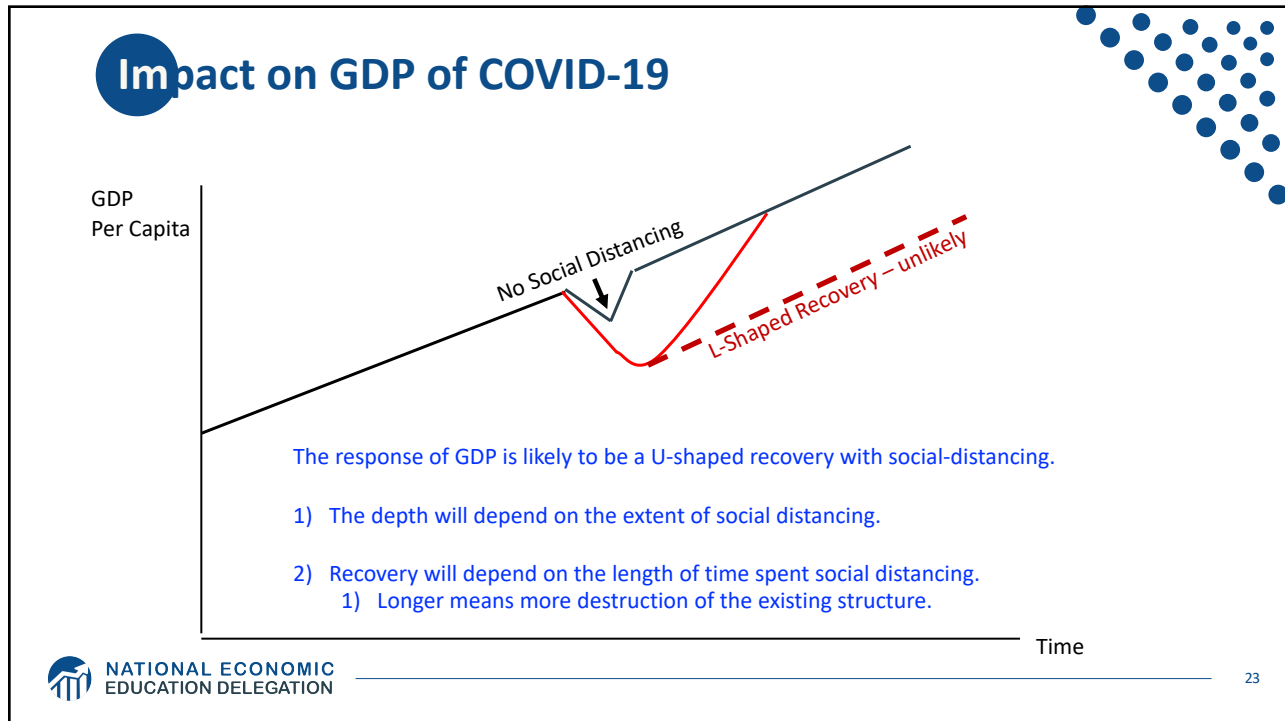 Impact on GDP of COVID-19
GDP
Per Capita
No Social Distancing
L-Shaped Recovery – unlikely
The response of GDP is likely to be a U-shaped recovery with social-distancing.
1) The depth will depend on the extent of social distancing.
2) Recovery will depend on the length of time spent social distancing.
1) Longer means more destruction of the existing structure.
Time
NATIONAL ECONOMIC
EDUCATION DELEGATION
23